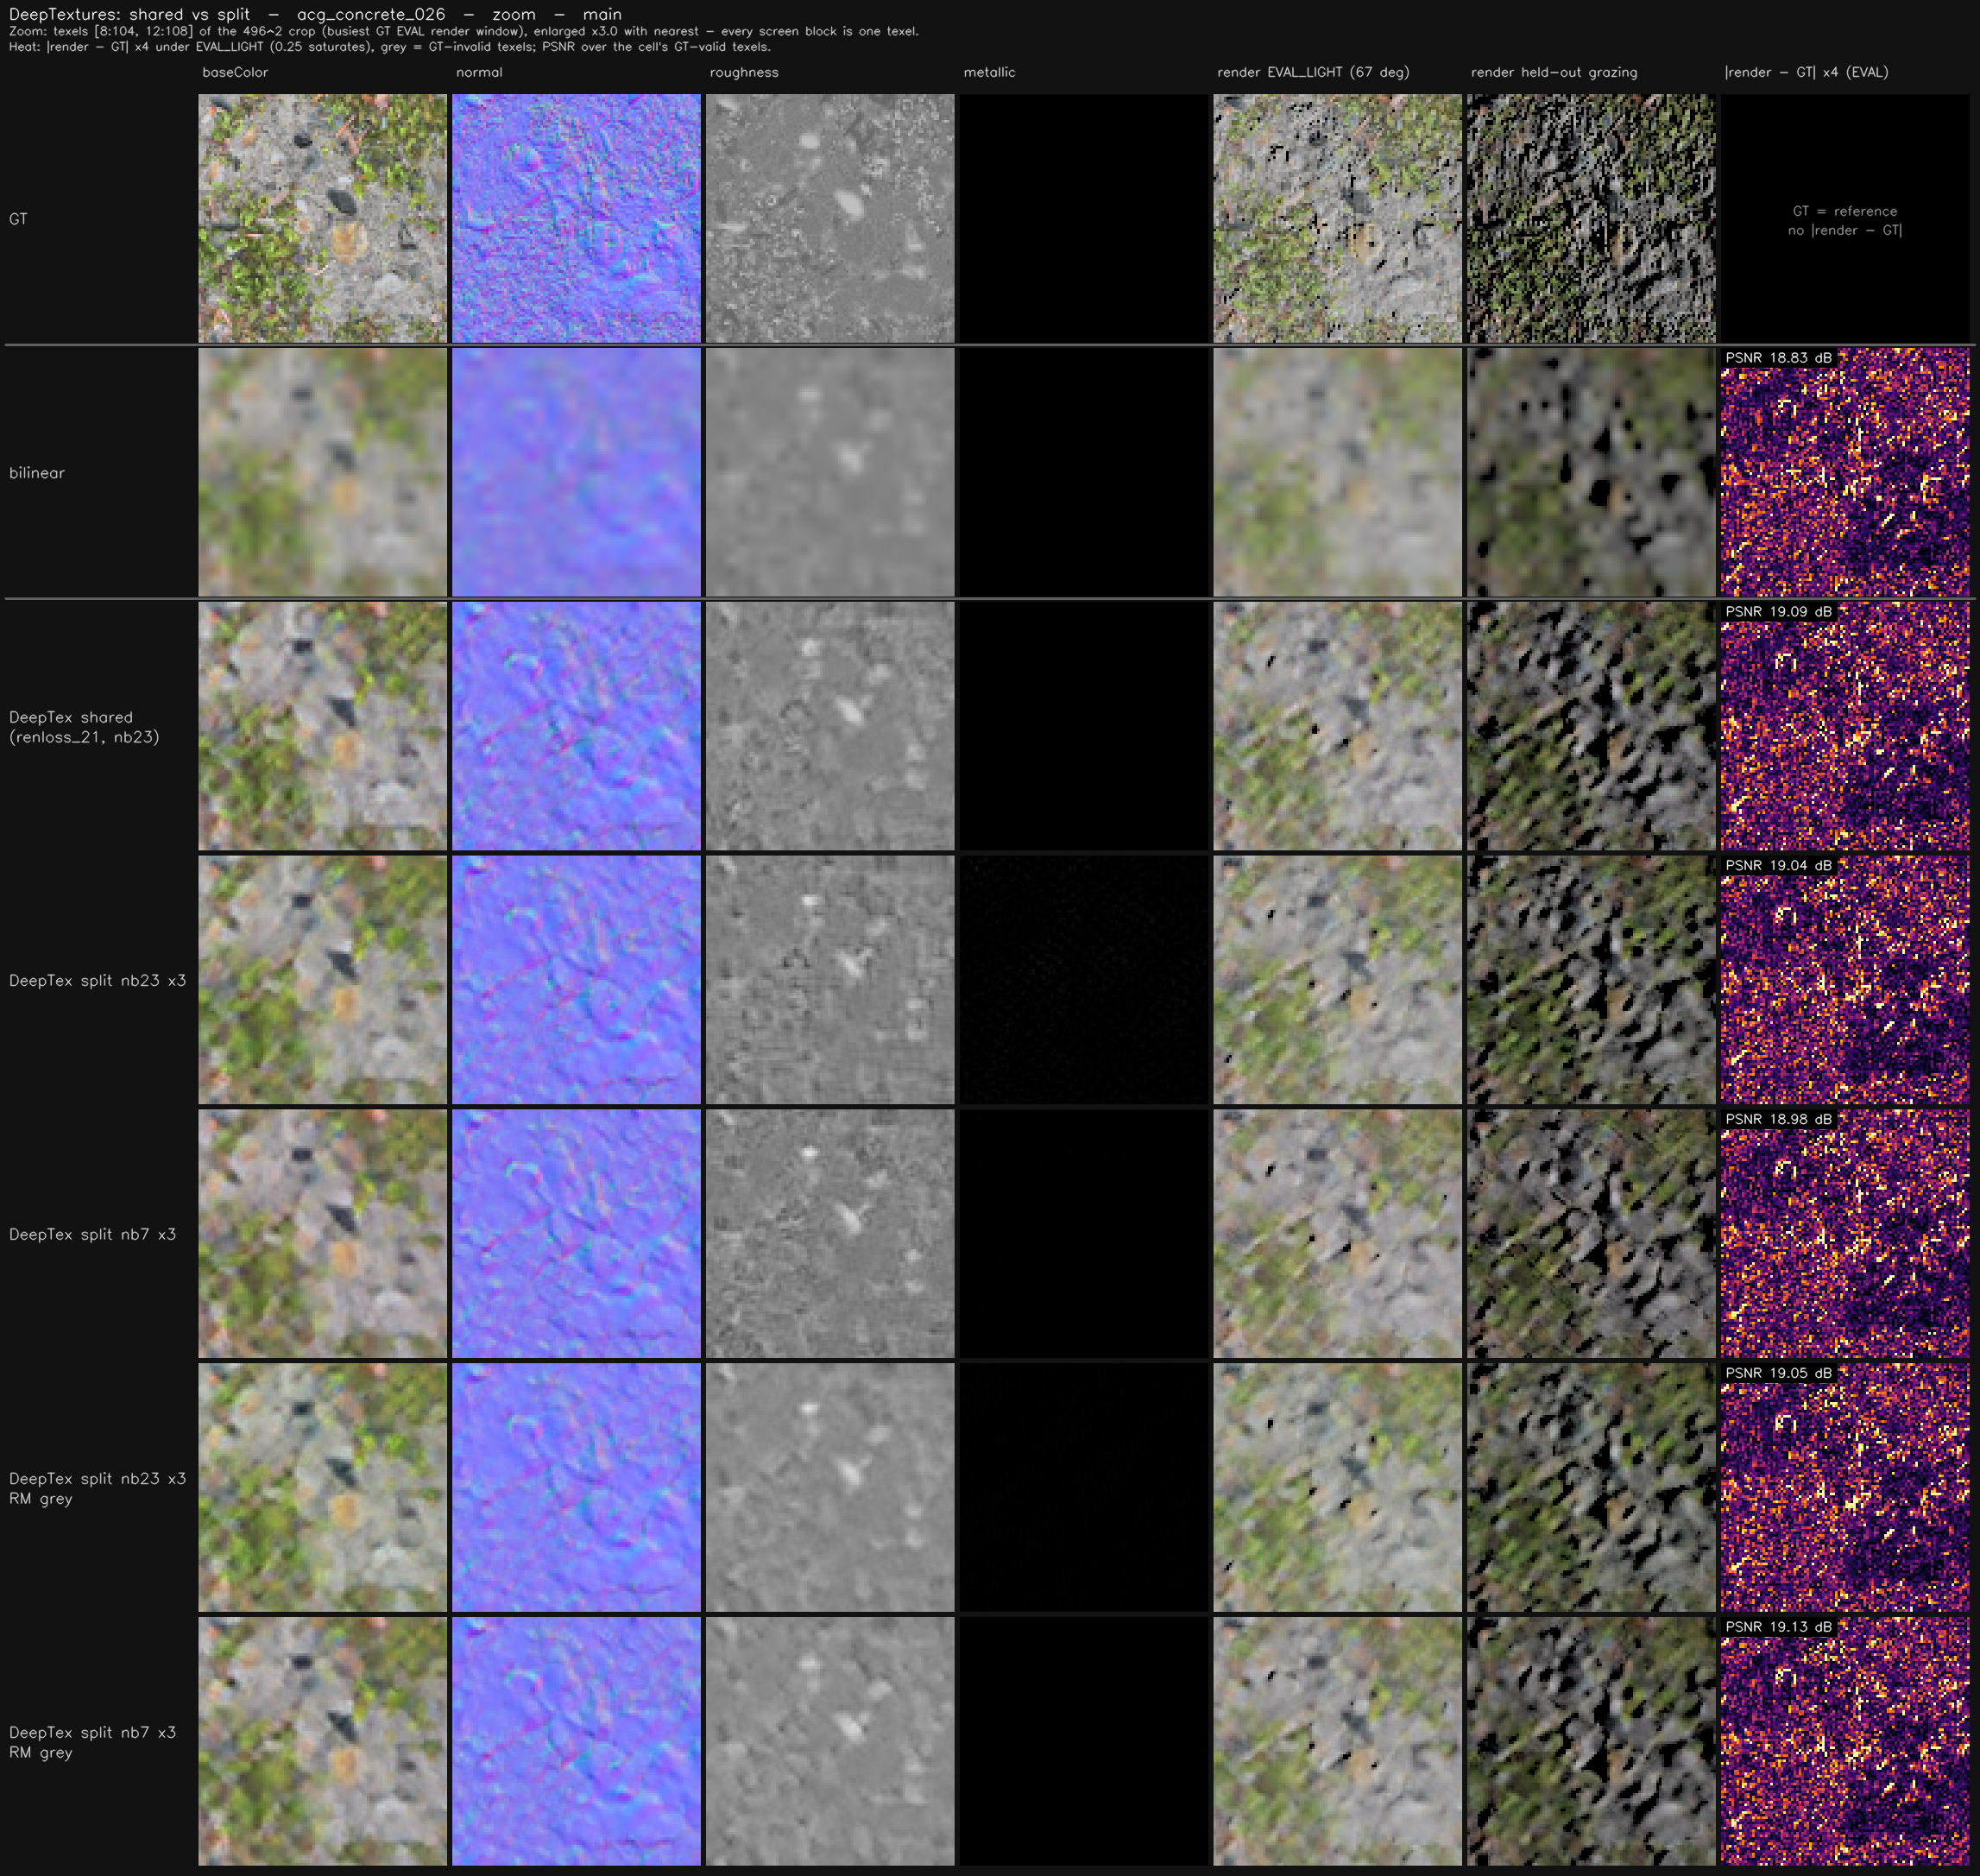 DeepTextures: shared vs split — acg_concrete_026 — zoom — main
Zoom: texels [8:104, 12:108] of the 496^2 crop (busiest GT EVAL render window), enlarged x3.0 with nearest — every screen block is one texel.
Heat: |render − GT| x4 under EVAL_LIGHT (0.25 saturates), grey = GT-invalid texels; PSNR over the cell's GT-valid texels.
baseColor normal roughness metallic render EVAL_LIGHT (67 deg) render held-out grazing |render − GT| x4 (EVAL)
GT
GT = reference
no |render − GT|
bilinear
PSNR 18.83 dB
DeepTex shared
(renloss_21, nb23)
PSNR 19.09 dB
DeepTex split nb23 x3
PSNR 19.04 dB
DeepTex split nb7 x3
PSNR 18.98 dB
DeepTex split nb23 x3
RM grey
PSNR 19.05 dB
DeepTex split nb7 x3
RM grey
PSNR 19.13 dB